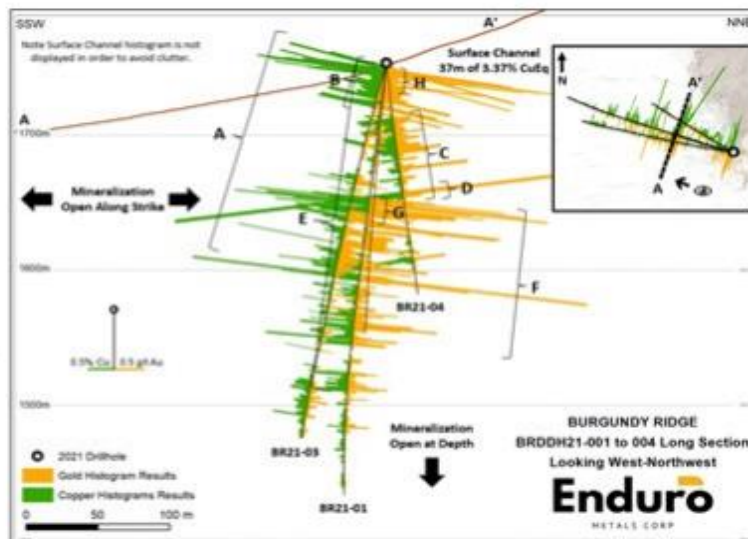 SSW
A'
NNE
Note Surface Channel histogram is not
displayed in order to avoid clutter.
Surface Channel
37m of 3.37% CuEq
A'
N
A
B
H
A
A
1700m
C
Mineralization
Open Along Strike
D
E
G
1600m
F
BR21-04
0.5% Cu
0.5 g/t Au
1500m
Mineralization
Open at Depth
BURGUNDY RIDGE
BRDDH21-001 to 004 Long Section
Looking West-Northwest
2021 Drillhole
BR21-03
Gold Histogram Results
Copper Histograms Results
BR21-01
0
50
100 m
Enduro
METALS CORP